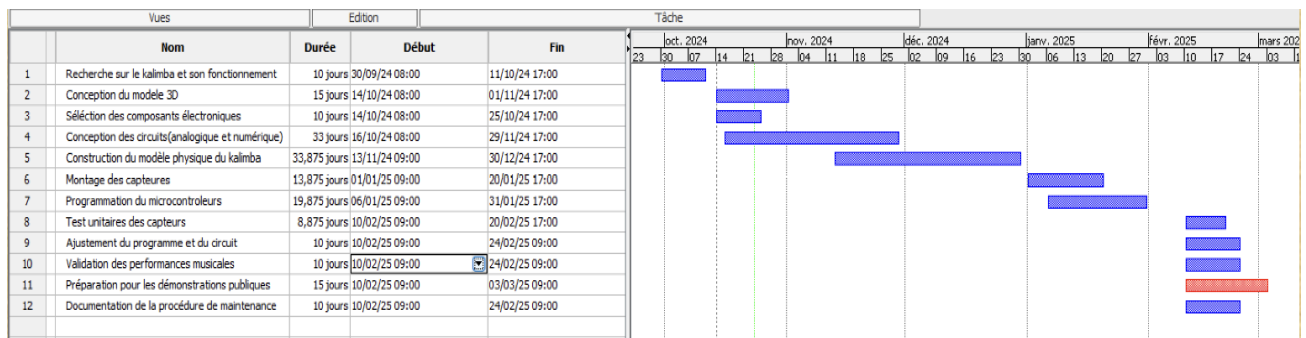 Vues Edition Tâche
Nom Durée Début Fin
oct. 2024 nov. 2024 déc. 2024 janv. 2025 févr. 2025 mars 202
23 30 07 14 21 28 04 11 18 25 02 09 16 23 30 06 13 20 27 03 10 17 24 03 1
1 Recherche sur le kalimba et son fonctionnement 10 jours 30/09/24 08:00 11/10/24 17:00
2 Conception du modele 3D 15 jours 14/10/24 08:00 01/11/24 17:00
3 Séléction des composants électroniques 10 jours 14/10/24 08:00 25/10/24 17:00
4 Conception des circuits(analogique et numérique) 33 jours 16/10/24 08:00 29/11/24 17:00
5 Construction du modèle physique du kalimba 33,875 jours 13/11/24 09:00 30/12/24 17:00
6 Montage des capteures 13,875 jours 01/01/25 09:00 20/01/25 17:00
7 Programmation du microcontroleurs 19,875 jours 06/01/25 09:00 31/01/25 17:00
8 Test unitaires des capteurs 8,875 jours 10/02/25 09:00 20/02/25 17:00
9 Ajustement du programme et du circuit 10 jours 10/02/25 09:00 24/02/25 09:00
10 Validation des performances musicales 10 jours 10/02/25 09:00 24/02/25 09:00
11 Préparation pour les démonstrations publiques 15 jours 10/02/25 09:00 03/03/25 09:00
12 Documentation de la procédure de maintenance 10 jours 10/02/25 09:00 24/02/25 09:00